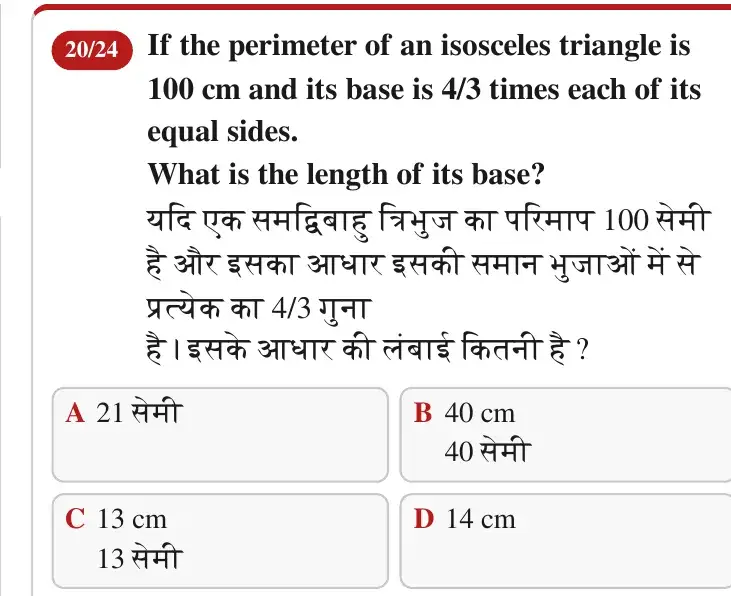 20/24 If the perimeter of an isosceles triangle is
100 cm and its base is 4/3 times each of its
equal sides.
What is the length of its base?
यदि एक समद्विबाहु त्रिभुज का परिमाप 100 सेमी
है और इसका आधार इसकी समान भुजाओं में से
प्रत्येक का 4/3 गुना
है। इसके आधार की लंबाई कितनी है ?
A 21 सेमी
B 40 cm
40 सेमी
C 13 cm
13 सेमी
D 14 cm